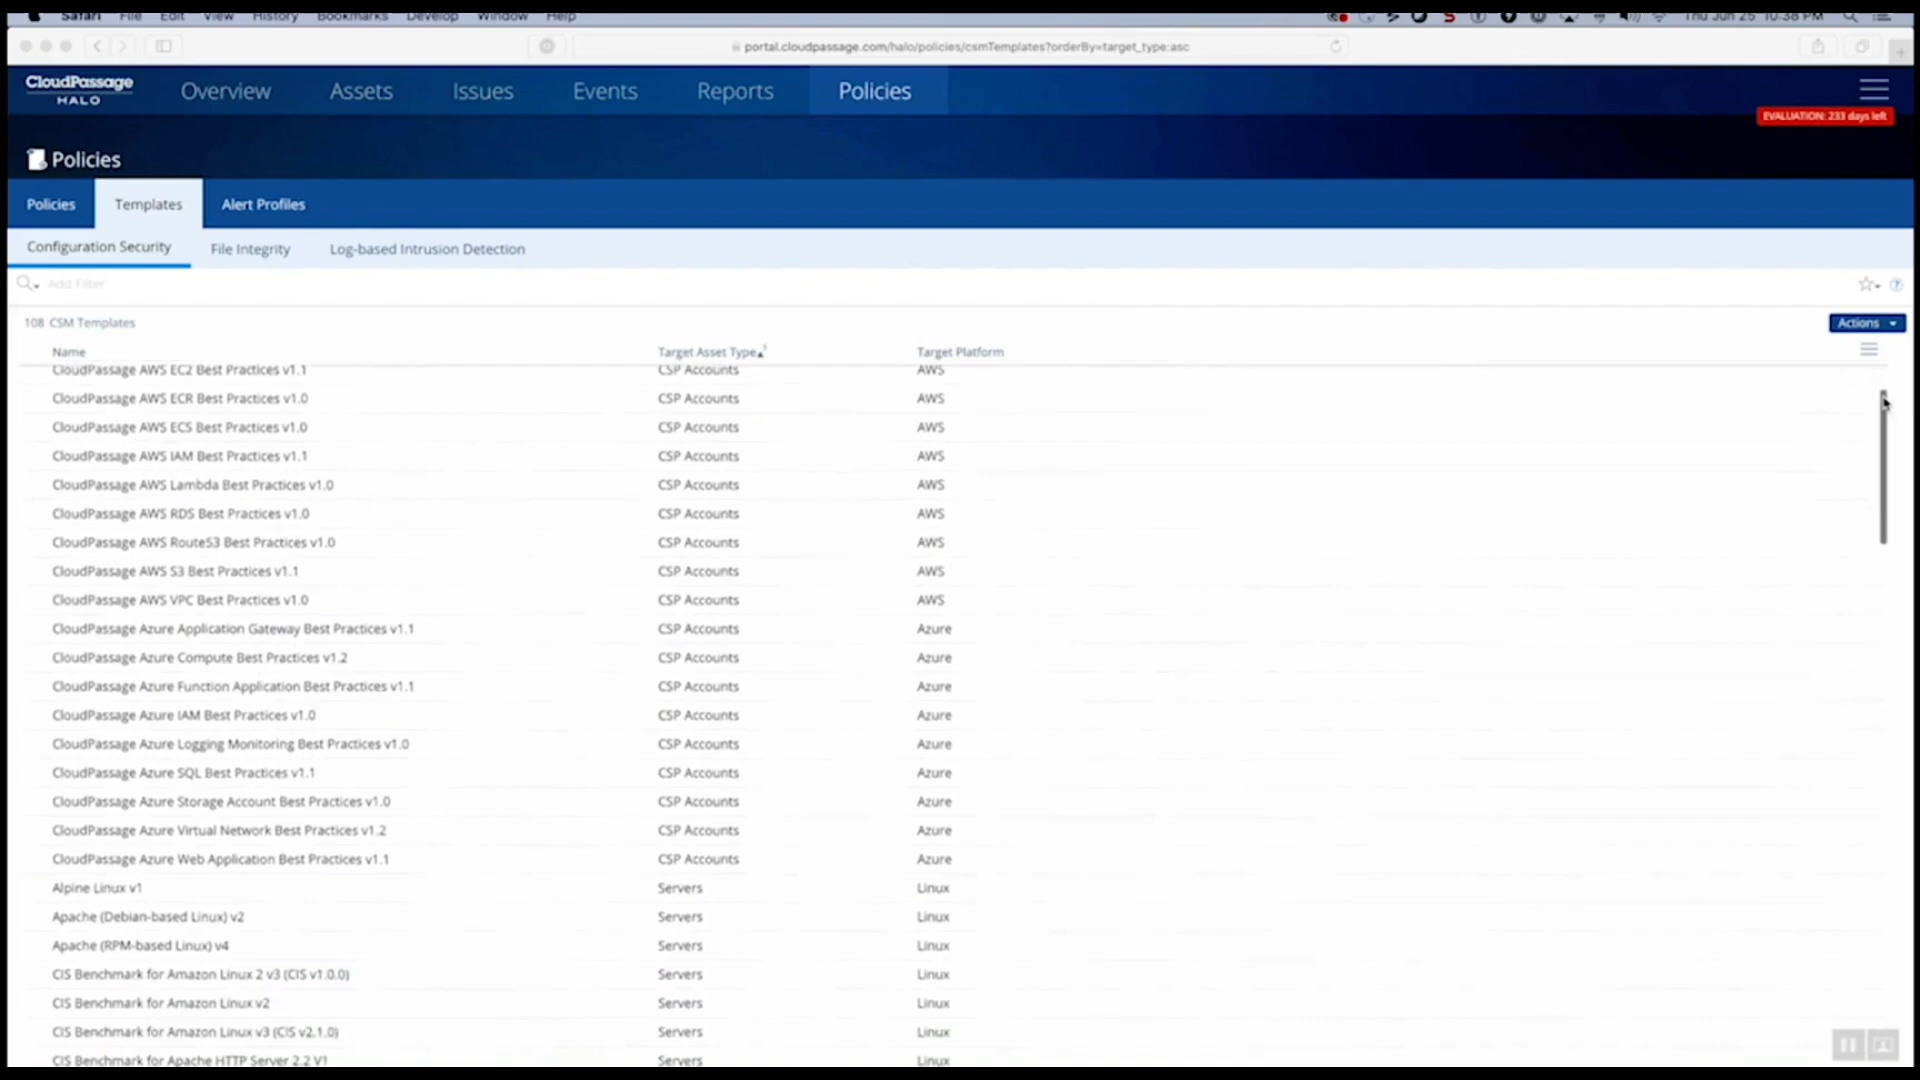 Safari File Edit View History Bookmarks Develop Window Help Thu Jun 25 10:38 PM
portal.cloudpassage.com/halo/policies/csmTemplates?orderBy=target_type:asc
CloudPassage
HALO
Overview Assets Issues Events Reports Policies
EVALUATION: 233 days left
Policies
Policies Templates Alert Profiles
Configuration Security File Integrity Log-based Intrusion Detection
Add Filter
108 CSM Templates Actions
Name Target Asset Type 1 Target Platform
CloudPassage AWS EC2 Best Practices v1.1 CSP Accounts AWS
CloudPassage AWS ECR Best Practices v1.0 CSP Accounts AWS
CloudPassage AWS ECS Best Practices v1.0 CSP Accounts AWS
CloudPassage AWS IAM Best Practices v1.1 CSP Accounts AWS
CloudPassage AWS Lambda Best Practices v1.0 CSP Accounts AWS
CloudPassage AWS RDS Best Practices v1.0 CSP Accounts AWS
CloudPassage AWS Route53 Best Practices v1.0 CSP Accounts AWS
CloudPassage AWS S3 Best Practices v1.1 CSP Accounts AWS
CloudPassage AWS VPC Best Practices v1.0 CSP Accounts AWS
CloudPassage Azure Application Gateway Best Practices v1.1 CSP Accounts Azure
CloudPassage Azure Compute Best Practices v1.2 CSP Accounts Azure
CloudPassage Azure Function Application Best Practices v1.1 CSP Accounts Azure
CloudPassage Azure IAM Best Practices v1.0 CSP Accounts Azure
CloudPassage Azure Logging Monitoring Best Practices v1.0 CSP Accounts Azure
CloudPassage Azure SQL Best Practices v1.1 CSP Accounts Azure
CloudPassage Azure Storage Account Best Practices v1.0 CSP Accounts Azure
CloudPassage Azure Virtual Network Best Practices v1.2 CSP Accounts Azure
CloudPassage Azure Web Application Best Practices v1.1 CSP Accounts Azure
Alpine Linux v1 Servers Linux
Apache (Debian-based Linux) v2 Servers Linux
Apache (RPM-based Linux) v4 Servers Linux
CIS Benchmark for Amazon Linux 2 v3 (CIS v1.0.0) Servers Linux
CIS Benchmark for Amazon Linux v2 Servers Linux
CIS Benchmark for Amazon Linux v3 (CIS v2.1.0) Servers Linux
CIS Benchmark for Apache HTTP Server 2.2 V1 Servers Linux